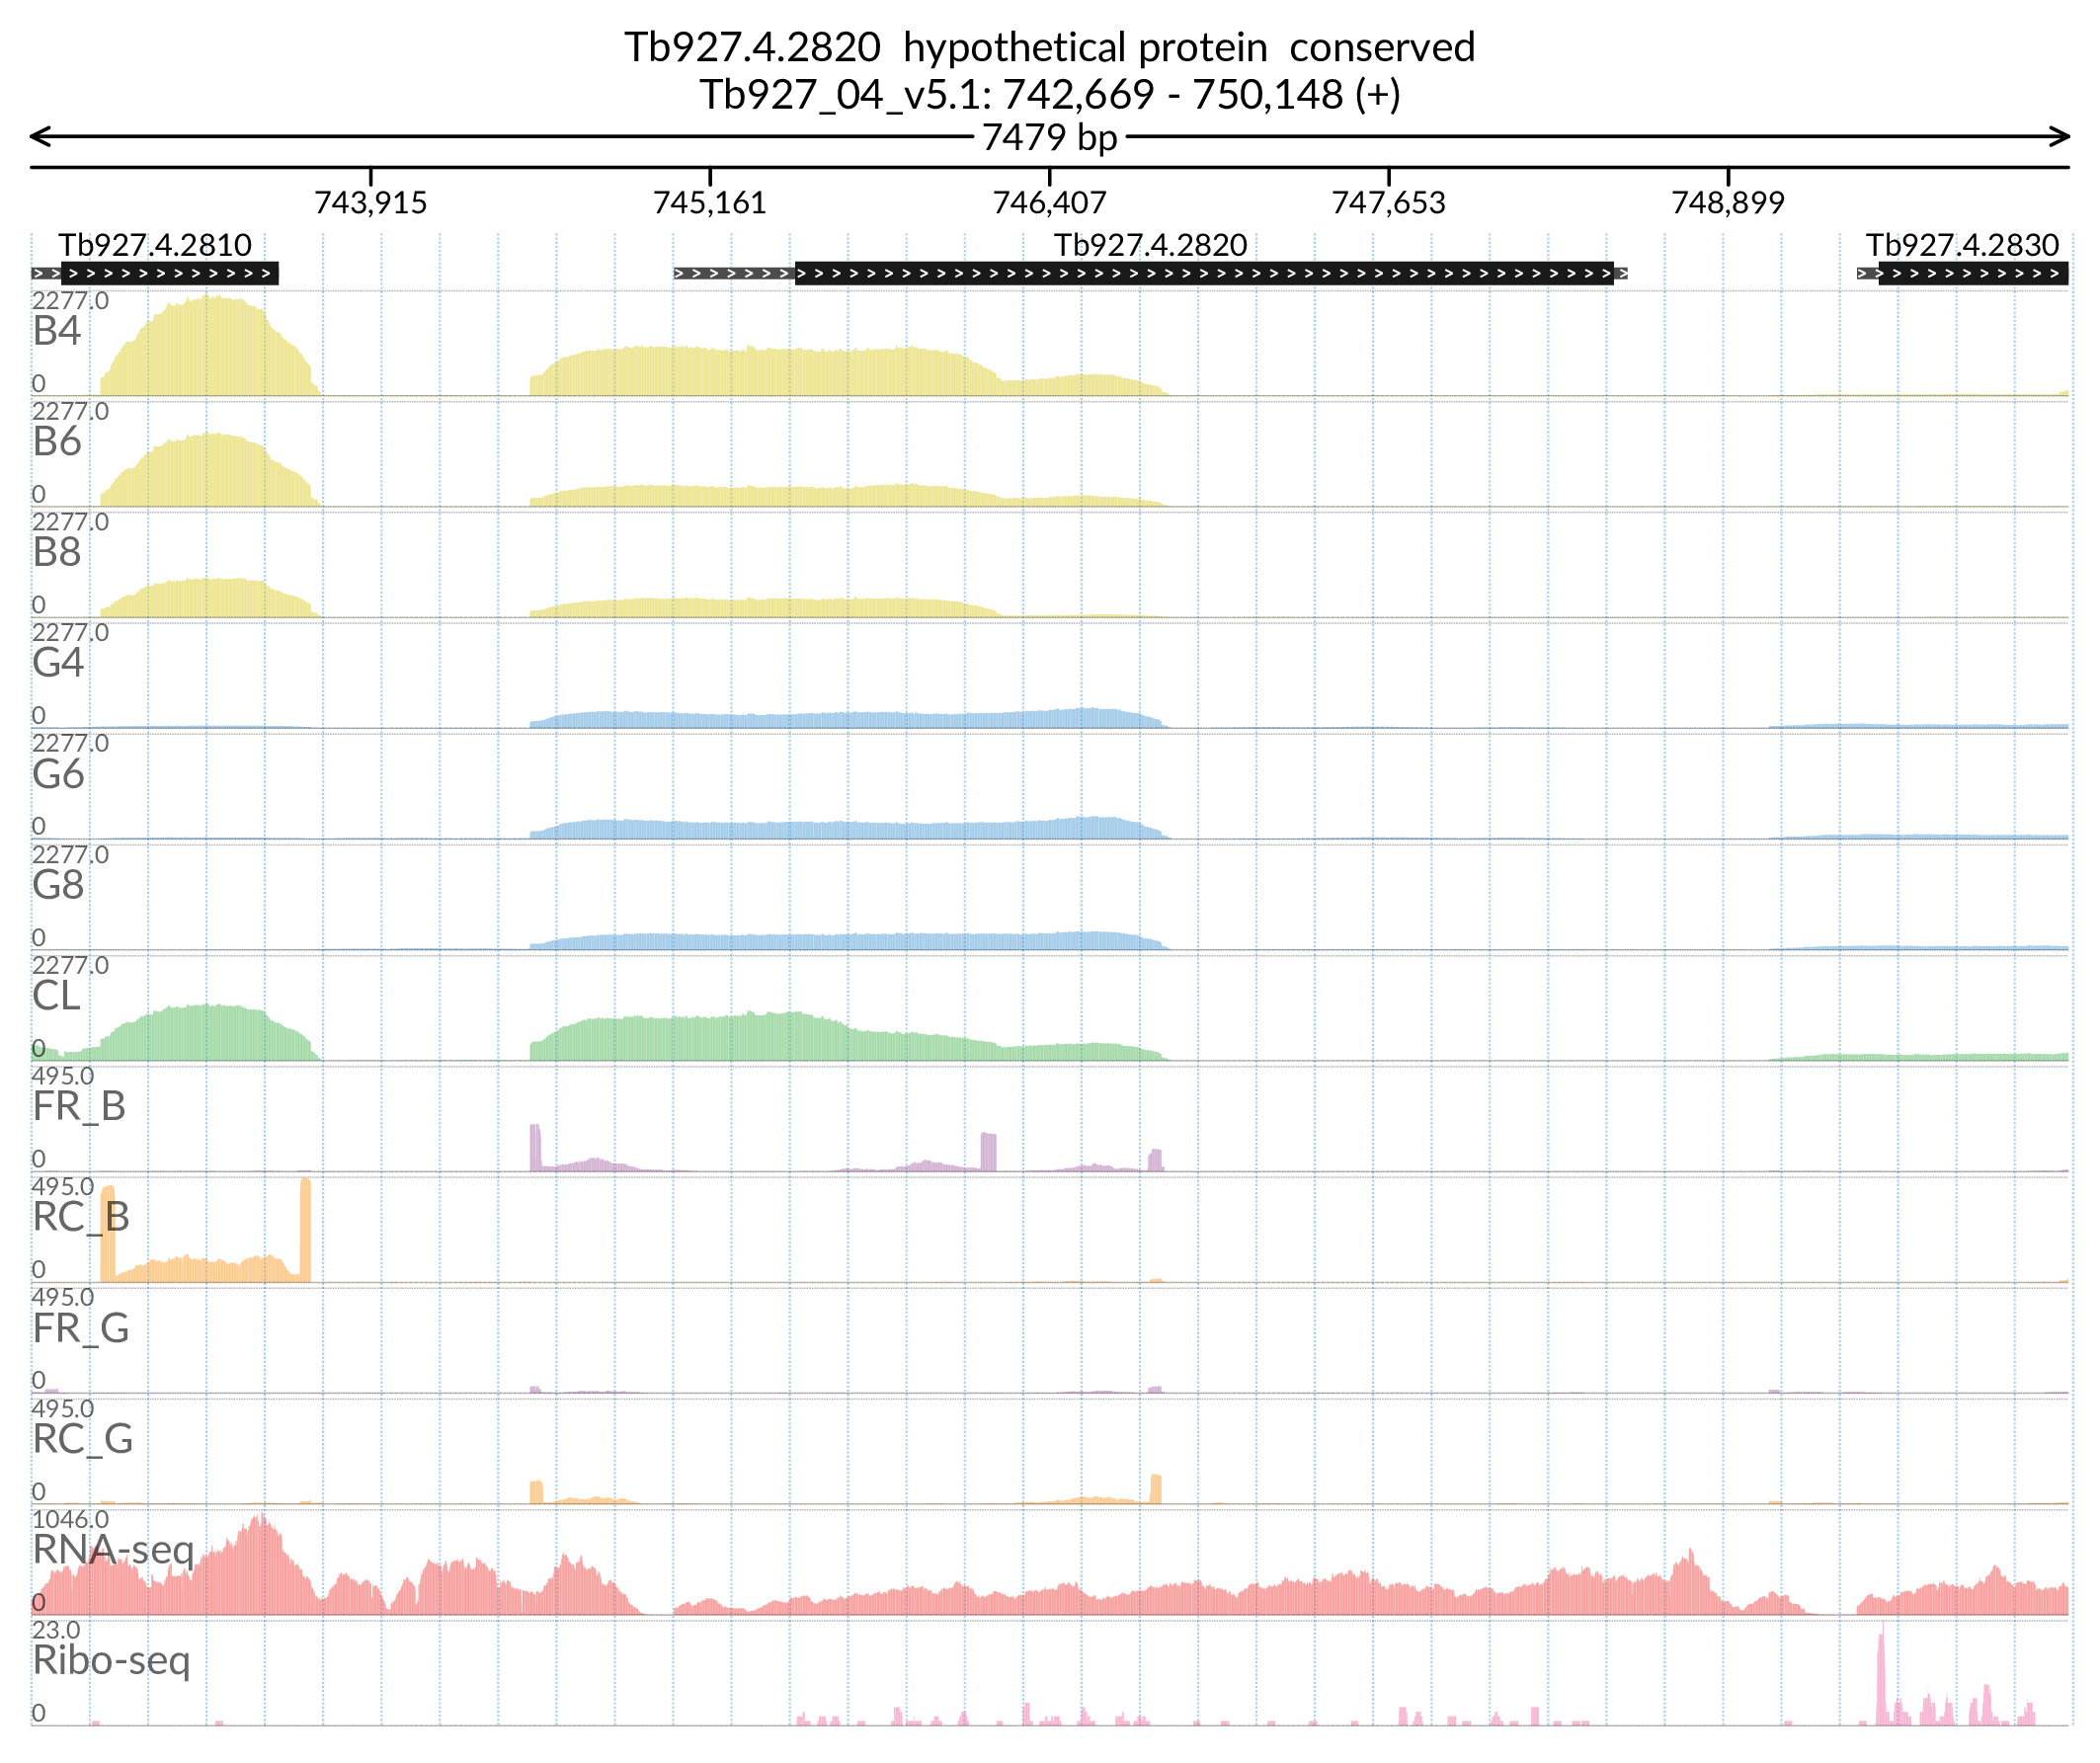 Tb927.4.2820 hypothetical protein conserved
Tb927_04_v5.1: 742,669 - 750,148 (+)
7479 bp
743,915 745,161 746,407 747,653 748,899
Tb927.4.2810 Tb927.4.2820 Tb927.4.2830
2277.0
B4
0
2277.0
B6
0
2277.0
B8
0
2277.0
G4
0
2277.0
G6
0
2277.0
G8
0
2277.0
CL
0
495.0
FR_B
0
495.0
RC_B
0
495.0
FR_G
0
495.0
RC_G
0
1046.0
RNA-seq
0
23.0
Ribo-seq
0